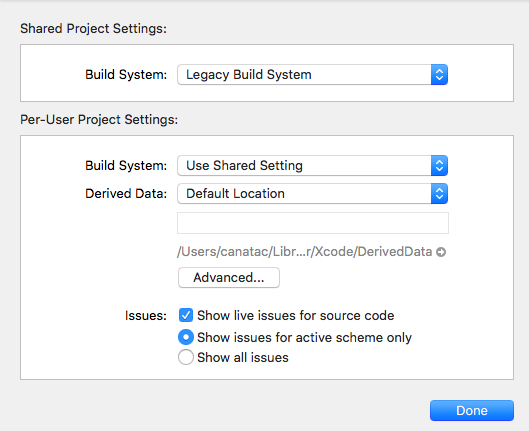 Shared Project Settings:
Build System: Legacy Build System
Per-User Project Settings:
Build System: Use Shared Setting
Derived Data: Default Location
/Users/canatac/Libr...r/Xcode/DerivedData
Advanced...
Issues: Show live issues for source code
Show issues for active scheme only
Show all issues
Done